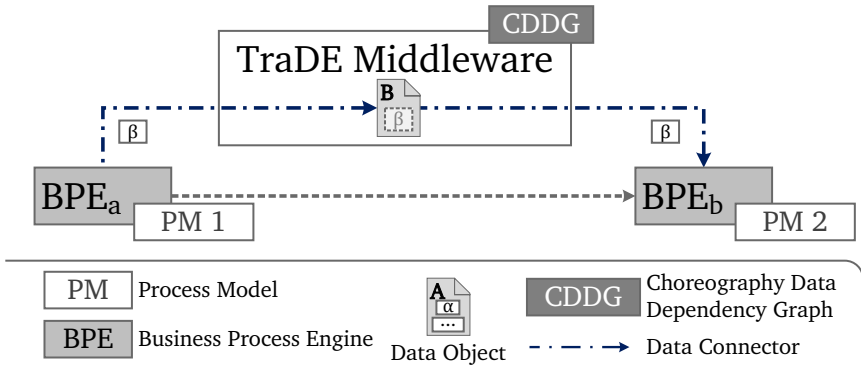 CDDG
TraDE Middleware
B
β
β
β
BPEa
PM 1
BPEb
PM 2
PM Process Model
BPE Business Process Engine
A
α
...
Data Object
CDDG Choreography Data
Dependency Graph
Data Connector